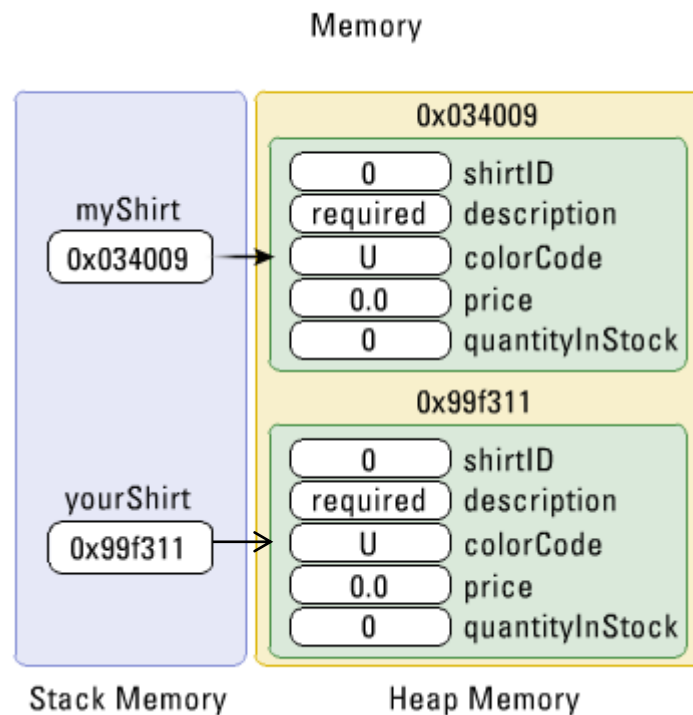 Memory
0x034009
0 shirtID
myShirt
required description
0x034009
U colorCode
0.0 price
0 quantityInStock
0x99f311
0 shirtID
yourShirt
required description
0x99f311
U colorCode
0.0 price
0 quantityInStock
Stack Memory
Heap Memory